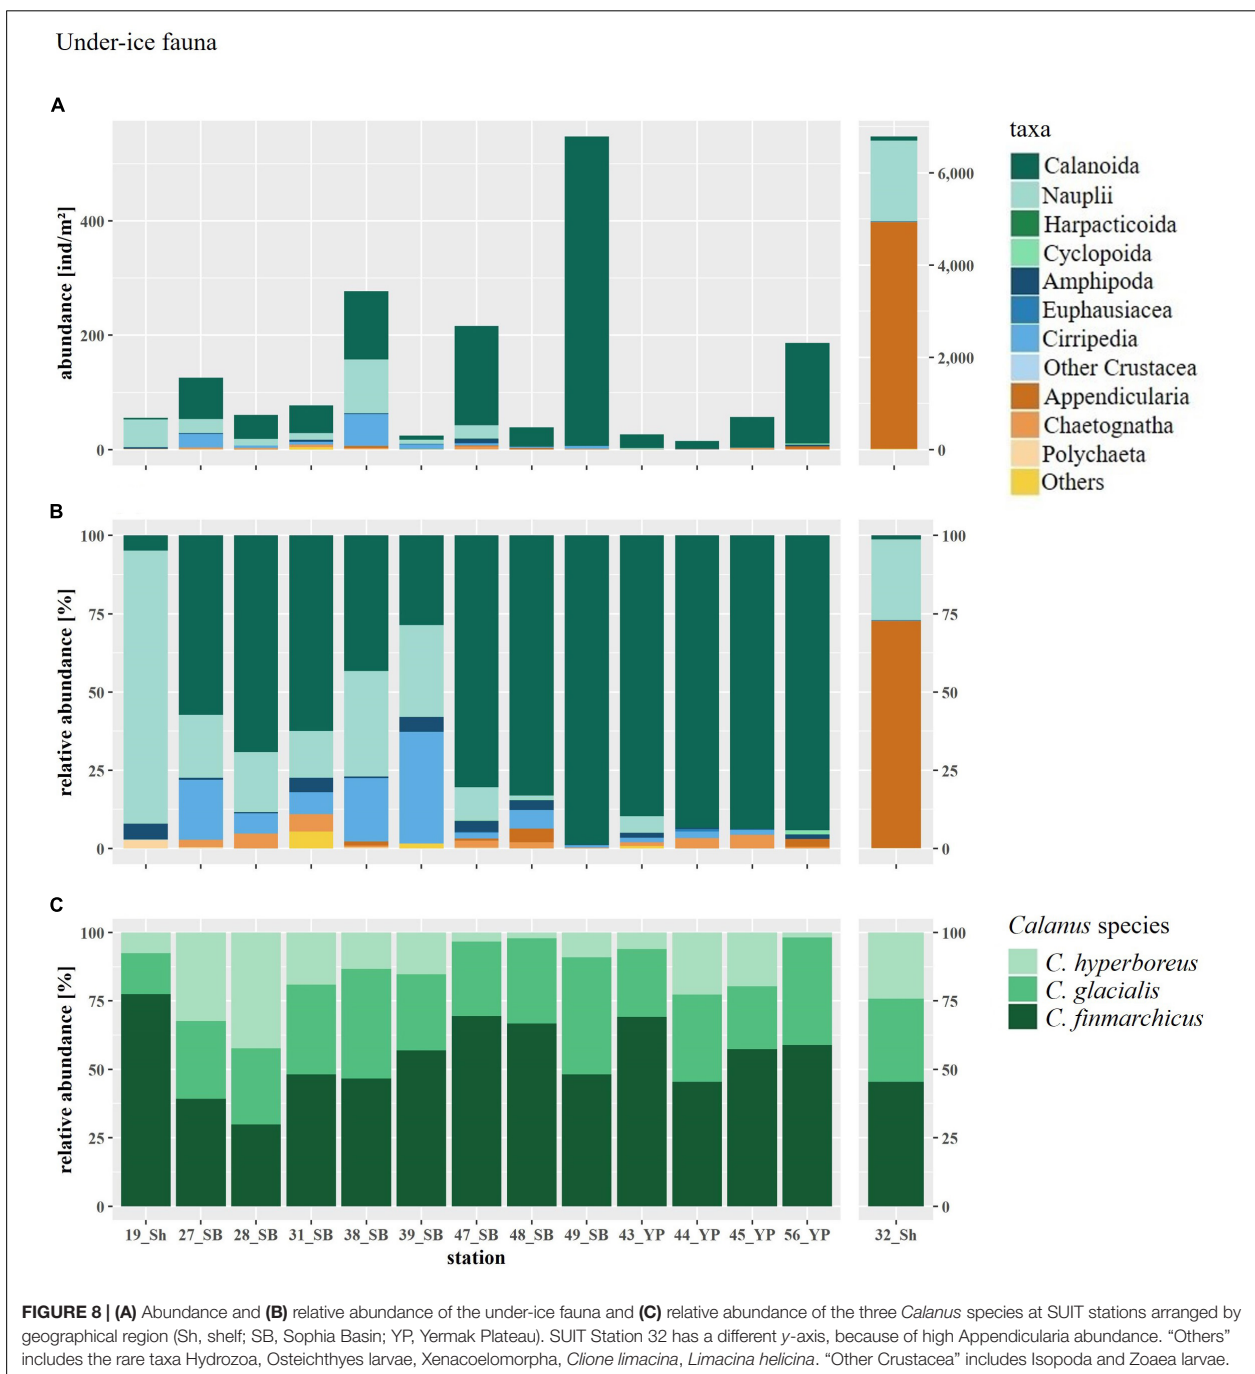 Under-ice fauna
A
abundance [ind/m²]
400
200
0
6,000
4,000
2,000
0
taxa
Calanoida
Nauplii
Harpacticoida
Cyclopoida
Amphipoda
Euphausiacea
Cirripedia
Other Crustacea
Appendicularia
Chaetognatha
Polychaeta
Others
B
relative abundance [%]
100
75
50
25
0
100
75
50
25
0
C
relative abundance [%]
100
75
50
25
0
100
75
50
25
0
Calanus species
C. hyperboreus
C. glacialis
C. finmarchicus
19_Sh 27_SB 28_SB 31_SB 38_SB 39_SB 47_SB 48_SB 49_SB 43_YP 44_YP 45_YP 56_YP 32_Sh
station
FIGURE 8 | (A) Abundance and (B) relative abundance of the under-ice fauna and (C) relative abundance of the three Calanus species at SUIT stations arranged by
geographical region (Sh, shelf; SB, Sophia Basin; YP, Yermak Plateau). SUIT Station 32 has a different y-axis, because of high Appendicularia abundance. “Others”
includes the rare taxa Hydrozoa, Osteichthyes larvae, Xenacoelomorpha, Clione limacina, Limacina helicina. “Other Crustacea” includes Isopoda and Zoaea larvae.